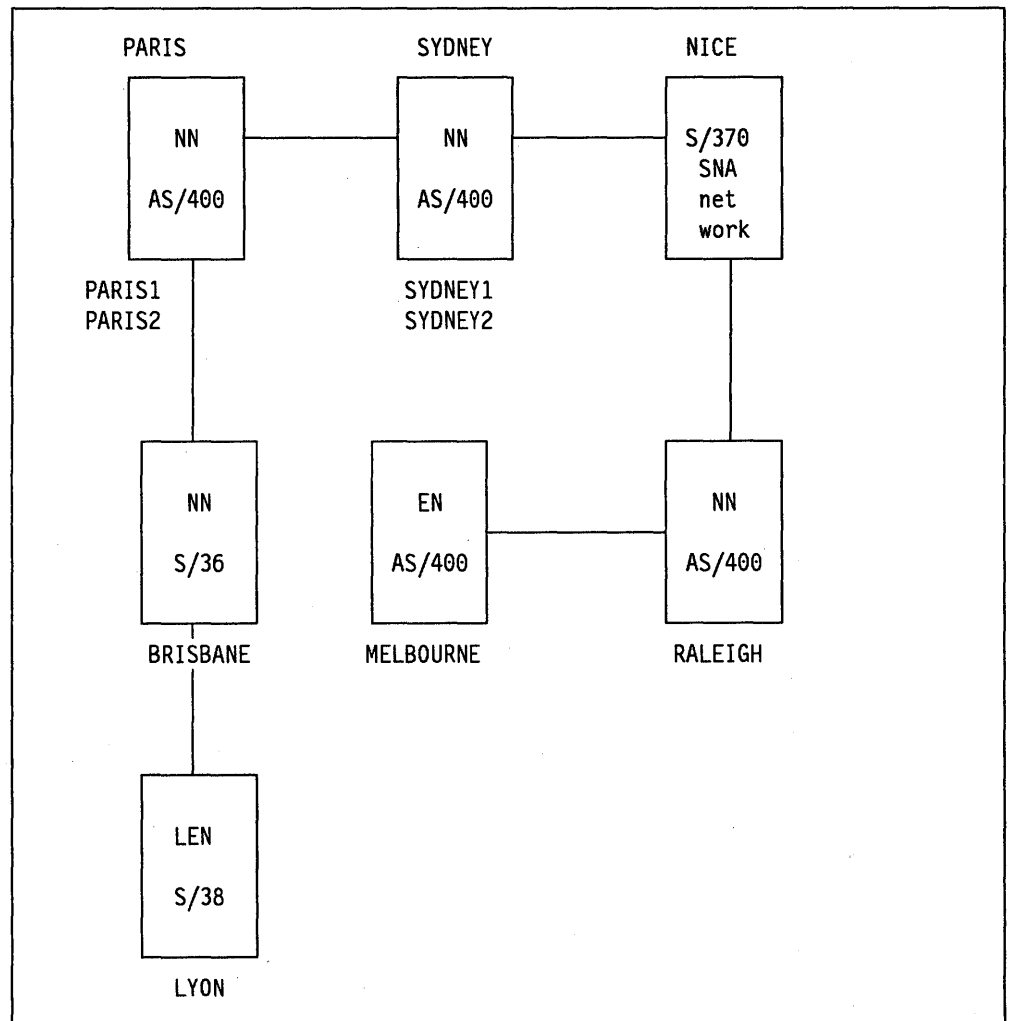 PARIS
SYDNEY
NICE
NN
AS/400
NN
AS/400
S/370
SNA
net
work
PARIS1
PARIS2
SYDNEY1
SYDNEY2
NN
S/36
EN
AS/400
NN
AS/400
BRISBANE
MELBOURNE
RALEIGH
LEN
S/38
LYON